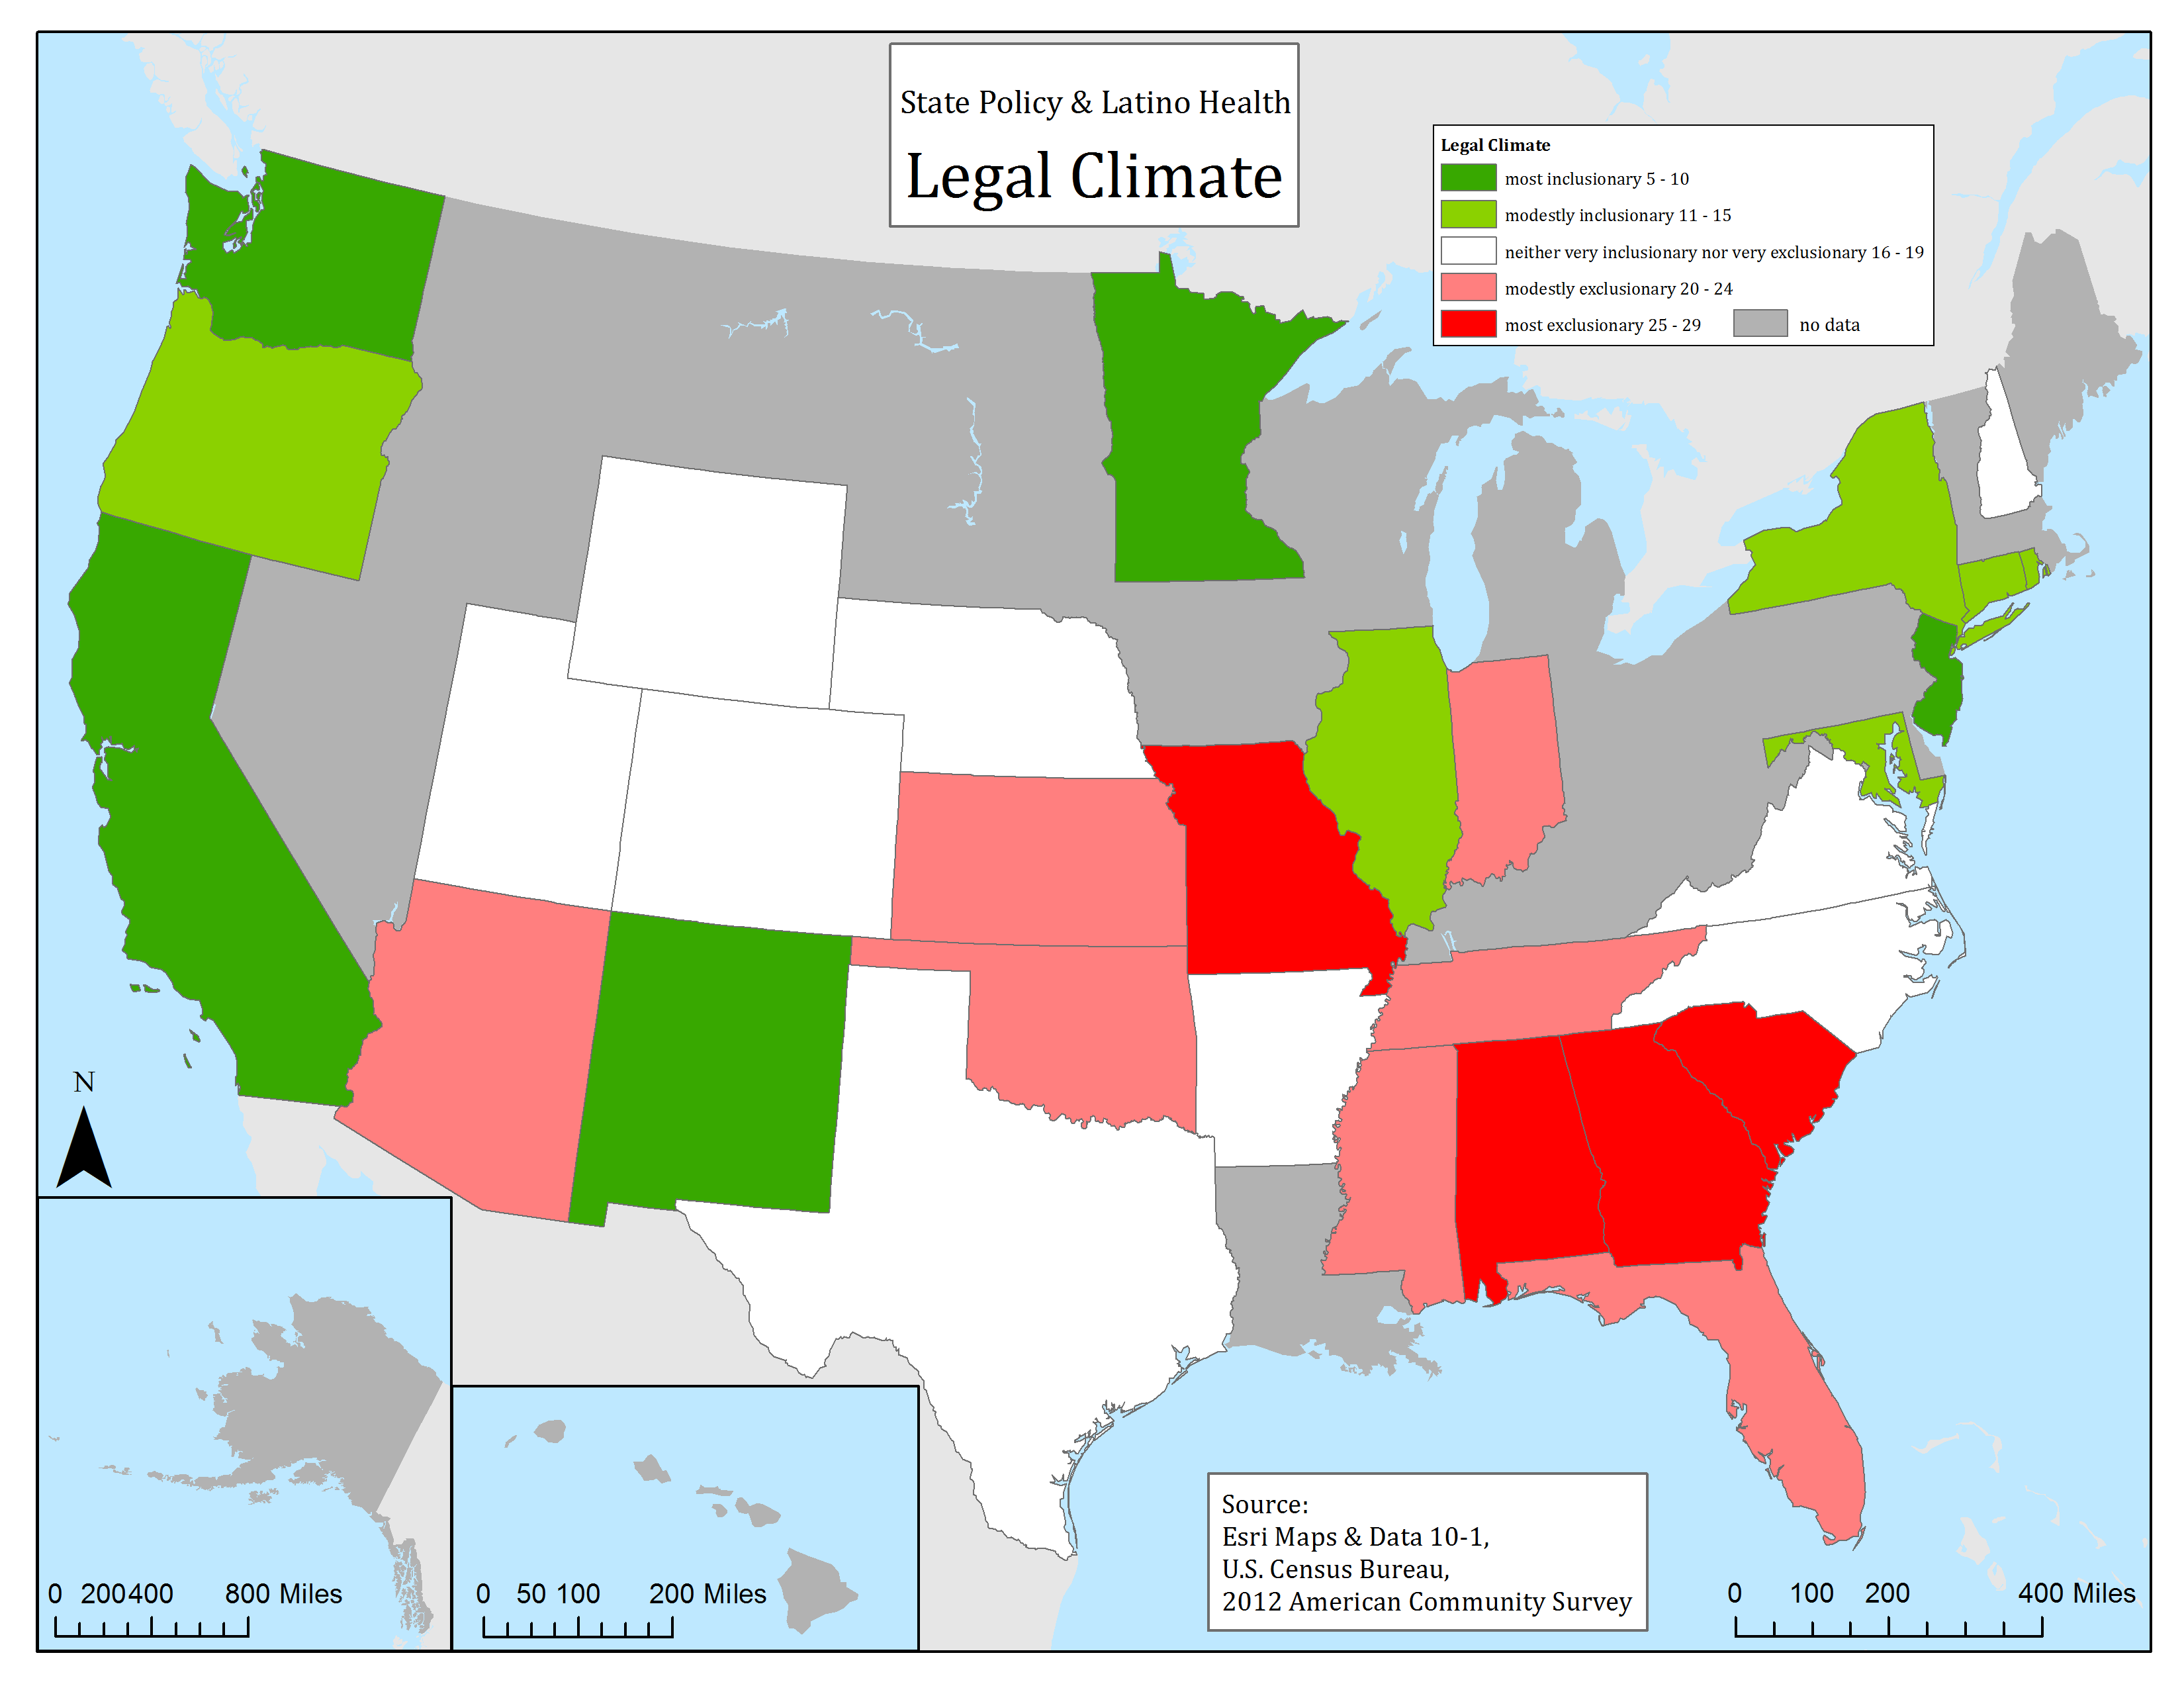 State Policy & Latino Health
Legal Climate
Legal Climate
most inclusionary 5 - 10
modestly inclusionary 11 - 15
neither very inclusionary nor very exclusionary 16 - 19
modestly exclusionary 20 - 24
most exclusionary 25 - 29
no data
N
0 200 400 800 Miles
0 50 100 200 Miles
Source:
Esri Maps & Data 10-1,
U.S. Census Bureau,
2012 American Community Survey
0 100 200 400 Miles